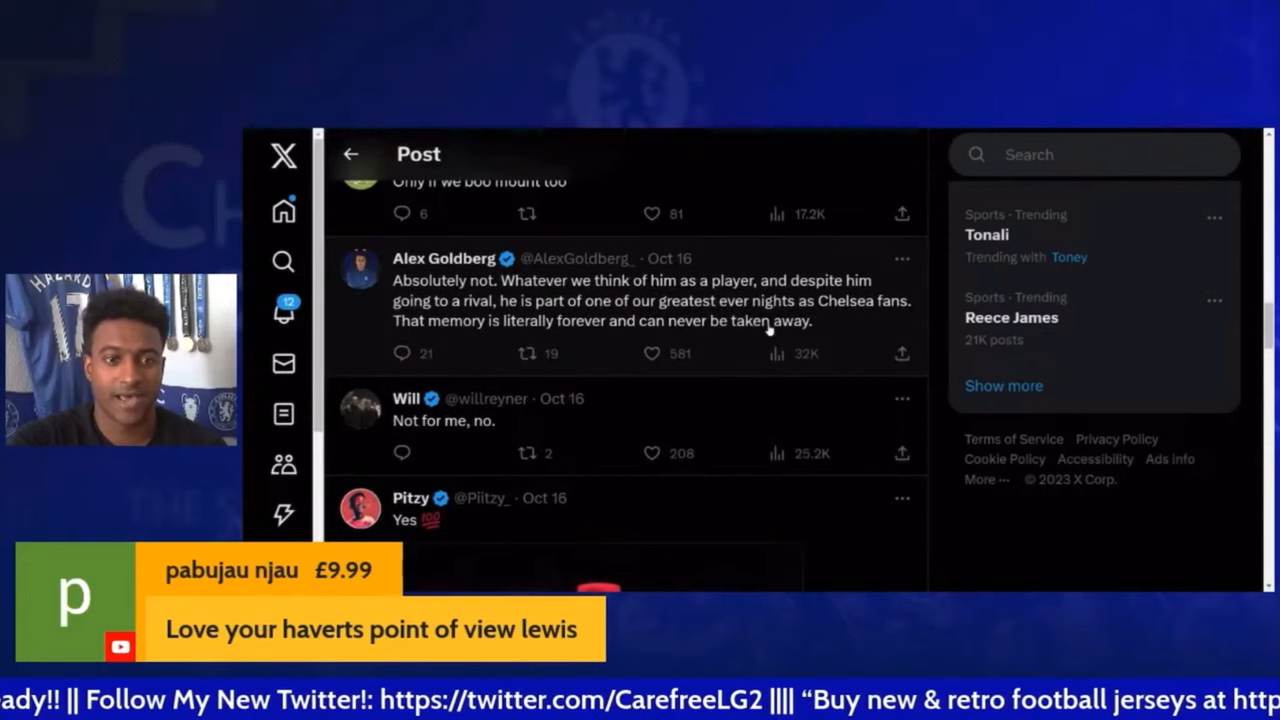 CHELSEA
CH
THE S
HAZARD
17
Post
Search
Only if we boo mount too
6
81
17.2K
Sports · Trending
Tonali
Trending with Toney
Alex Goldberg @AlexGoldberg_ · Oct 16
Absolutely not. Whatever we think of him as a player, and despite him
going to a rival, he is part of one of our greatest ever nights as Chelsea fans.
That memory is literally forever and can never be taken away.
21
19
581
32K
Sports · Trending
Reece James
21K posts
Show more
12
Will @willreyner · Oct 16
Not for me, no.
2
208
25.2K
Terms of Service Privacy Policy
Cookie Policy Accessibility Ads info
More ··· © 2023 X Corp.
Pitzy @Piitzy_ · Oct 16
Yes 💯
p
pabujau njau £9.99
Love your haverts point of view lewis
ady!! || Follow My New Twitter!: https://twitter.com/CarefreeLG2 |||| “Buy new & retro football jerseys at http